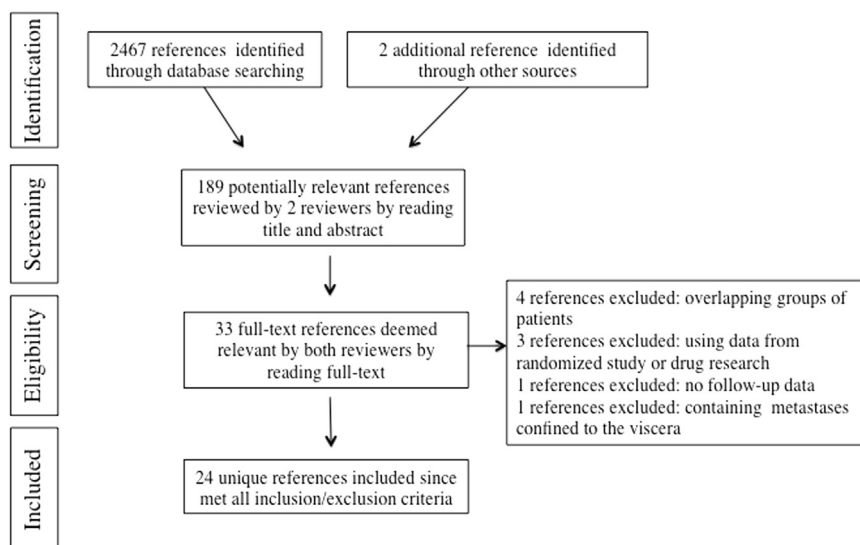 Identification
2467 references identified
through database searching
2 additional reference identified
through other sources
Screening
189 potentially relevant references
reviewed by 2 reviewers by reading
title and abstract
Eligibility
33 full-text references deemed
relevant by both reviewers by
reading full-text
4 references excluded: overlapping groups of
patients
3 references excluded: using data from
randomized study or drug research
1 references excluded: no follow-up data
1 references excluded: containing metastases
confined to the viscera
Included
24 unique references included since
met all inclusion/exclusion criteria